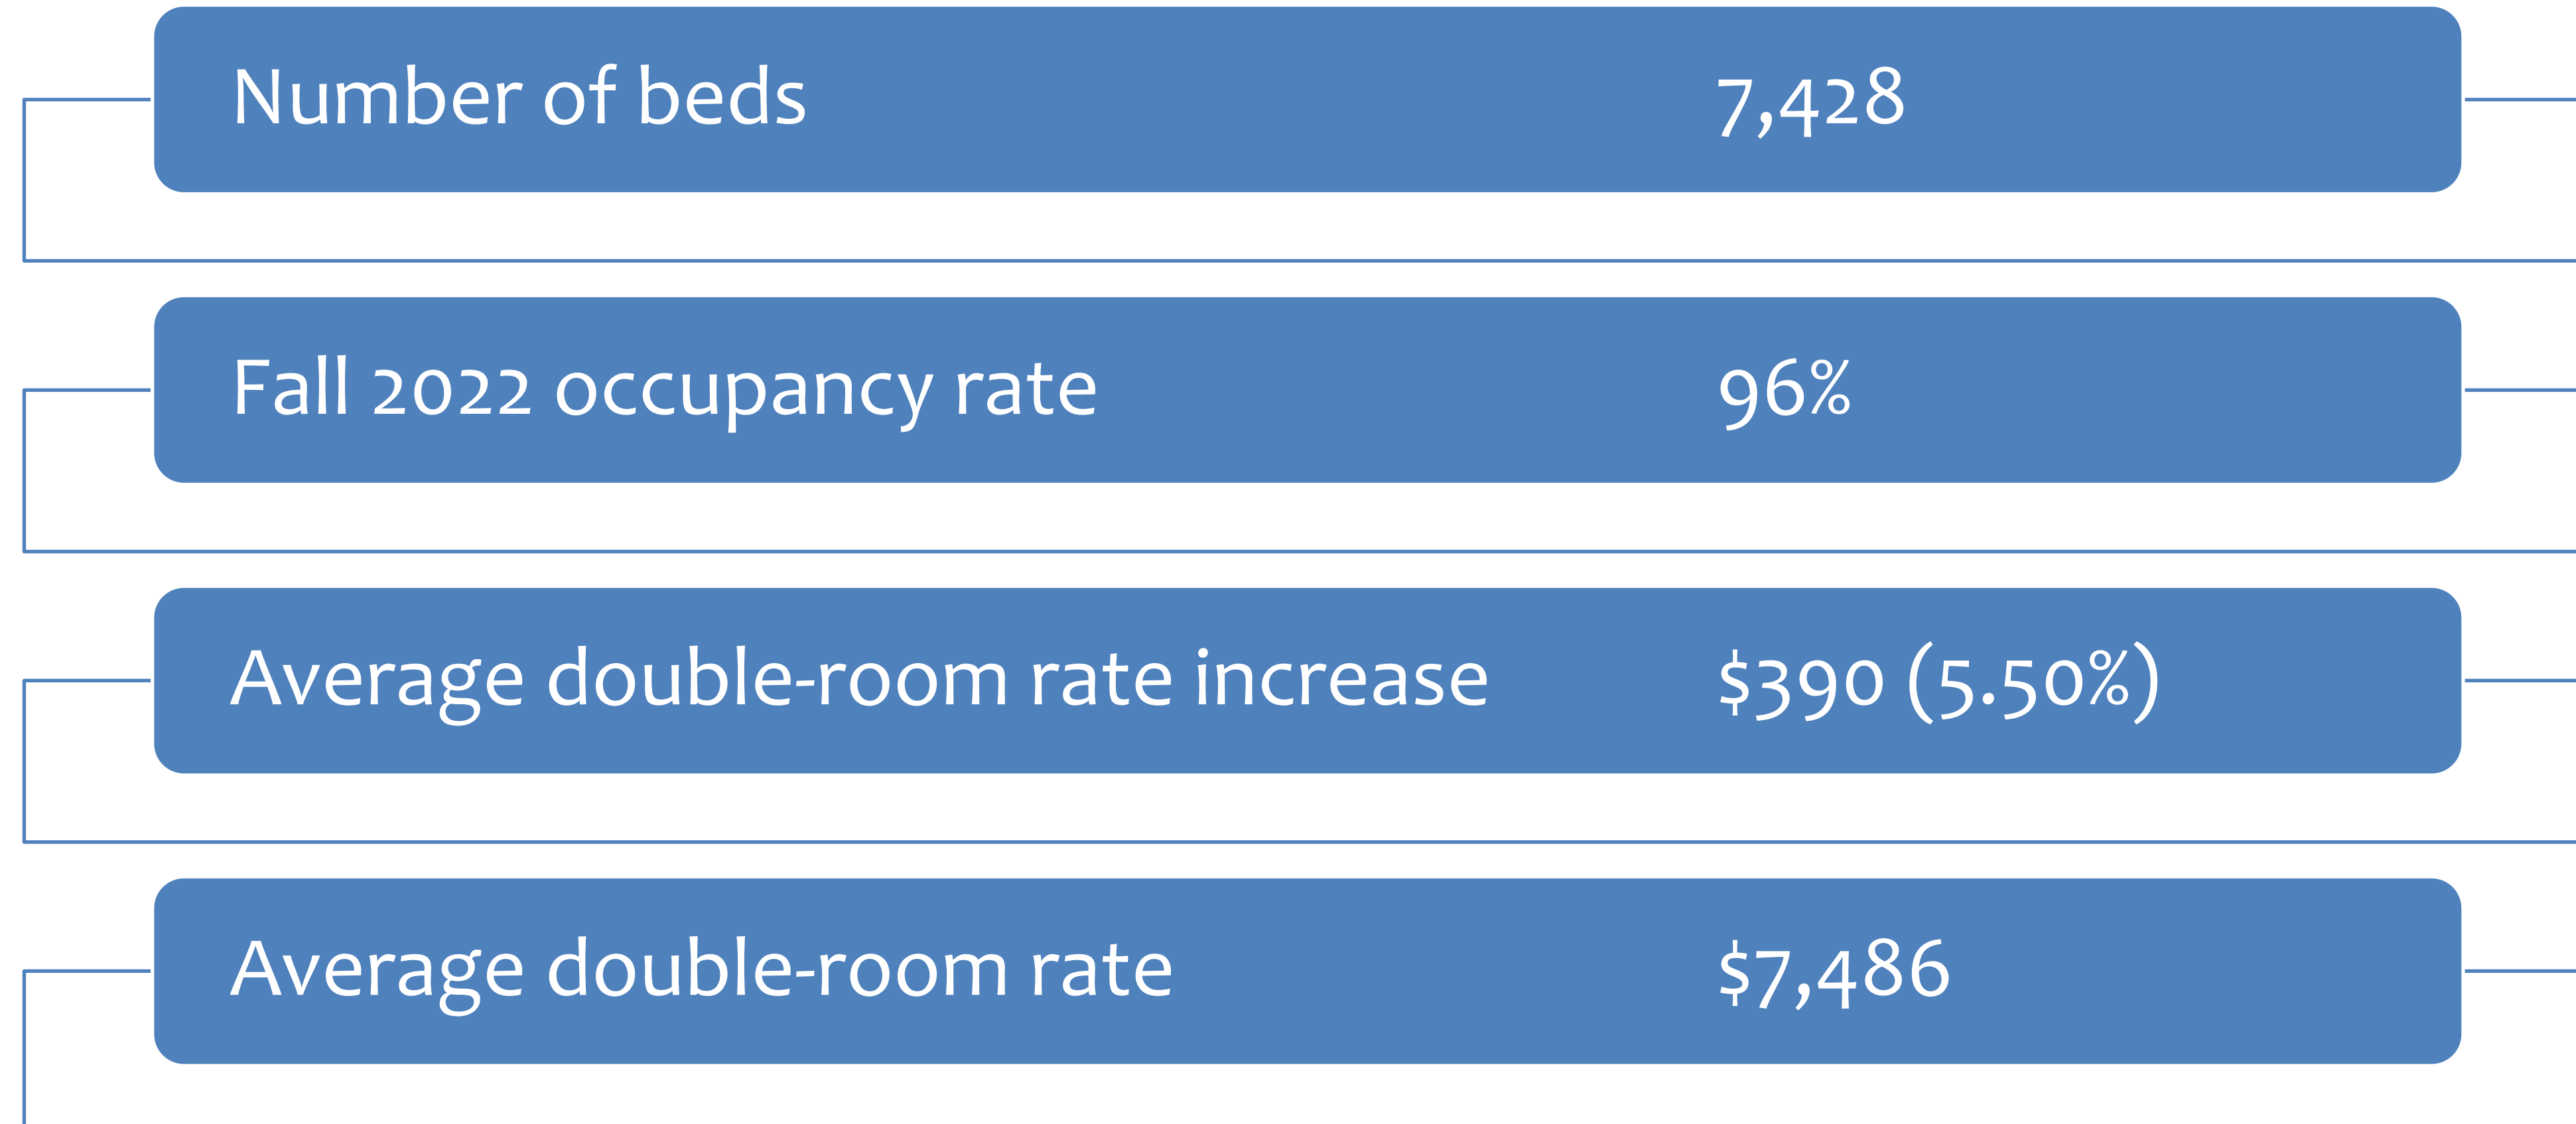 Number of beds 7,428
Fall 2022 occupancy rate 96%
Average double-room rate increase $390 (5.50%)
Average double-room rate $7,486